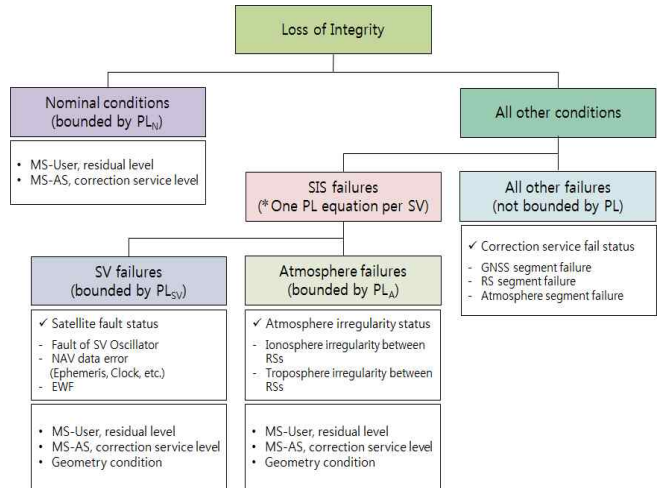 Loss of Integrity
Nominal conditions
(bounded by PLN)
• MS-User, residual level
• MS-AS, correction service level
All other conditions
SIS failures
(*One PL equation per SV)
All other failures
(not bounded by PL)
✓ Correction service fail status
- GNSS segment failure
- RS segment failure
- Atmosphere segment failure
SV failures
(bounded by PLSV)
✓ Satellite fault status
- Fault of SV Oscillator
- NAV data error
(Ephemeris, Clock, etc.)
- EWF
• MS-User, residual level
• MS-AS, correction service level
• Geometry condition
Atmosphere failures
(bounded by PLA)
✓ Atmosphere irregularity status
- Ionosphere irregularity between
RSs
- Troposphere irregularity between
RSs
• MS-User, residual level
• MS-AS, correction service level
• Geometry condition